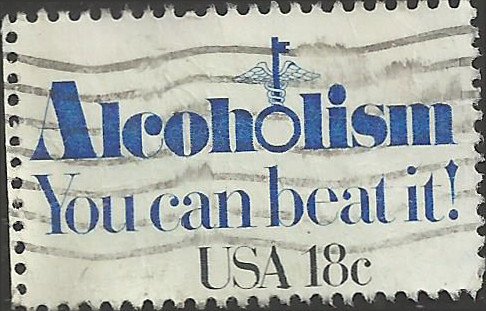 Alcoholism
You can beat it!
USA 18c